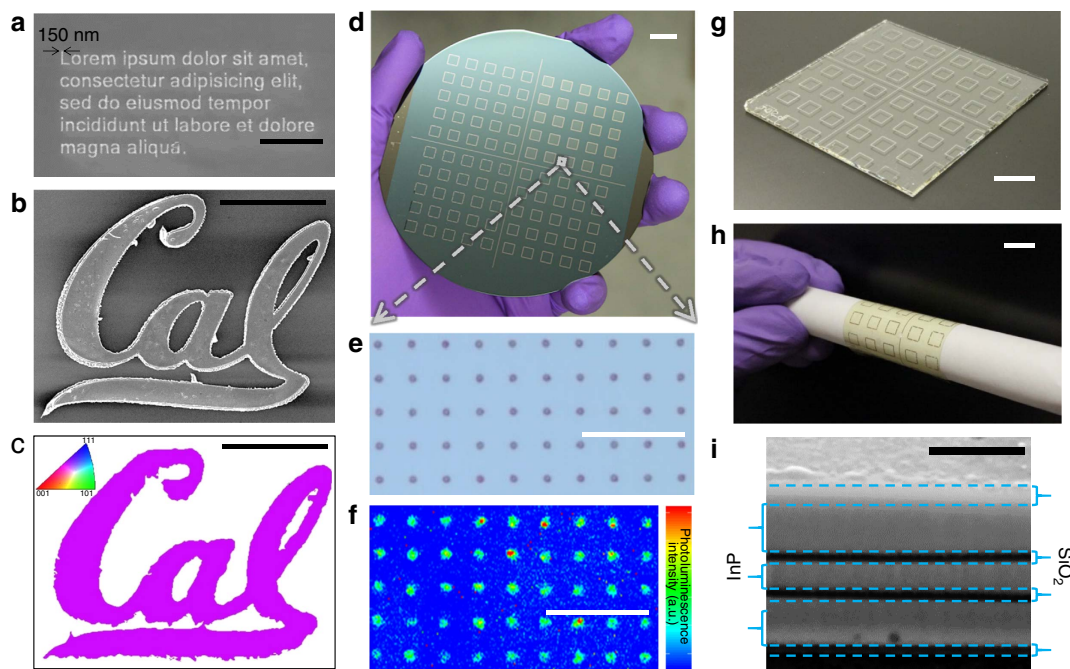 a
150 nm
Lorem ipsum dolor sit amet,
consectetur adipisicing elit,
sed do eiusmod tempor
incididunt ut labore et dolore
magna aliqua.
b
Cal
c
111
001
101
Cal
d
e
f
Photoluminescence
intensity (a.u.)
g
h
i
InP
SiO₂